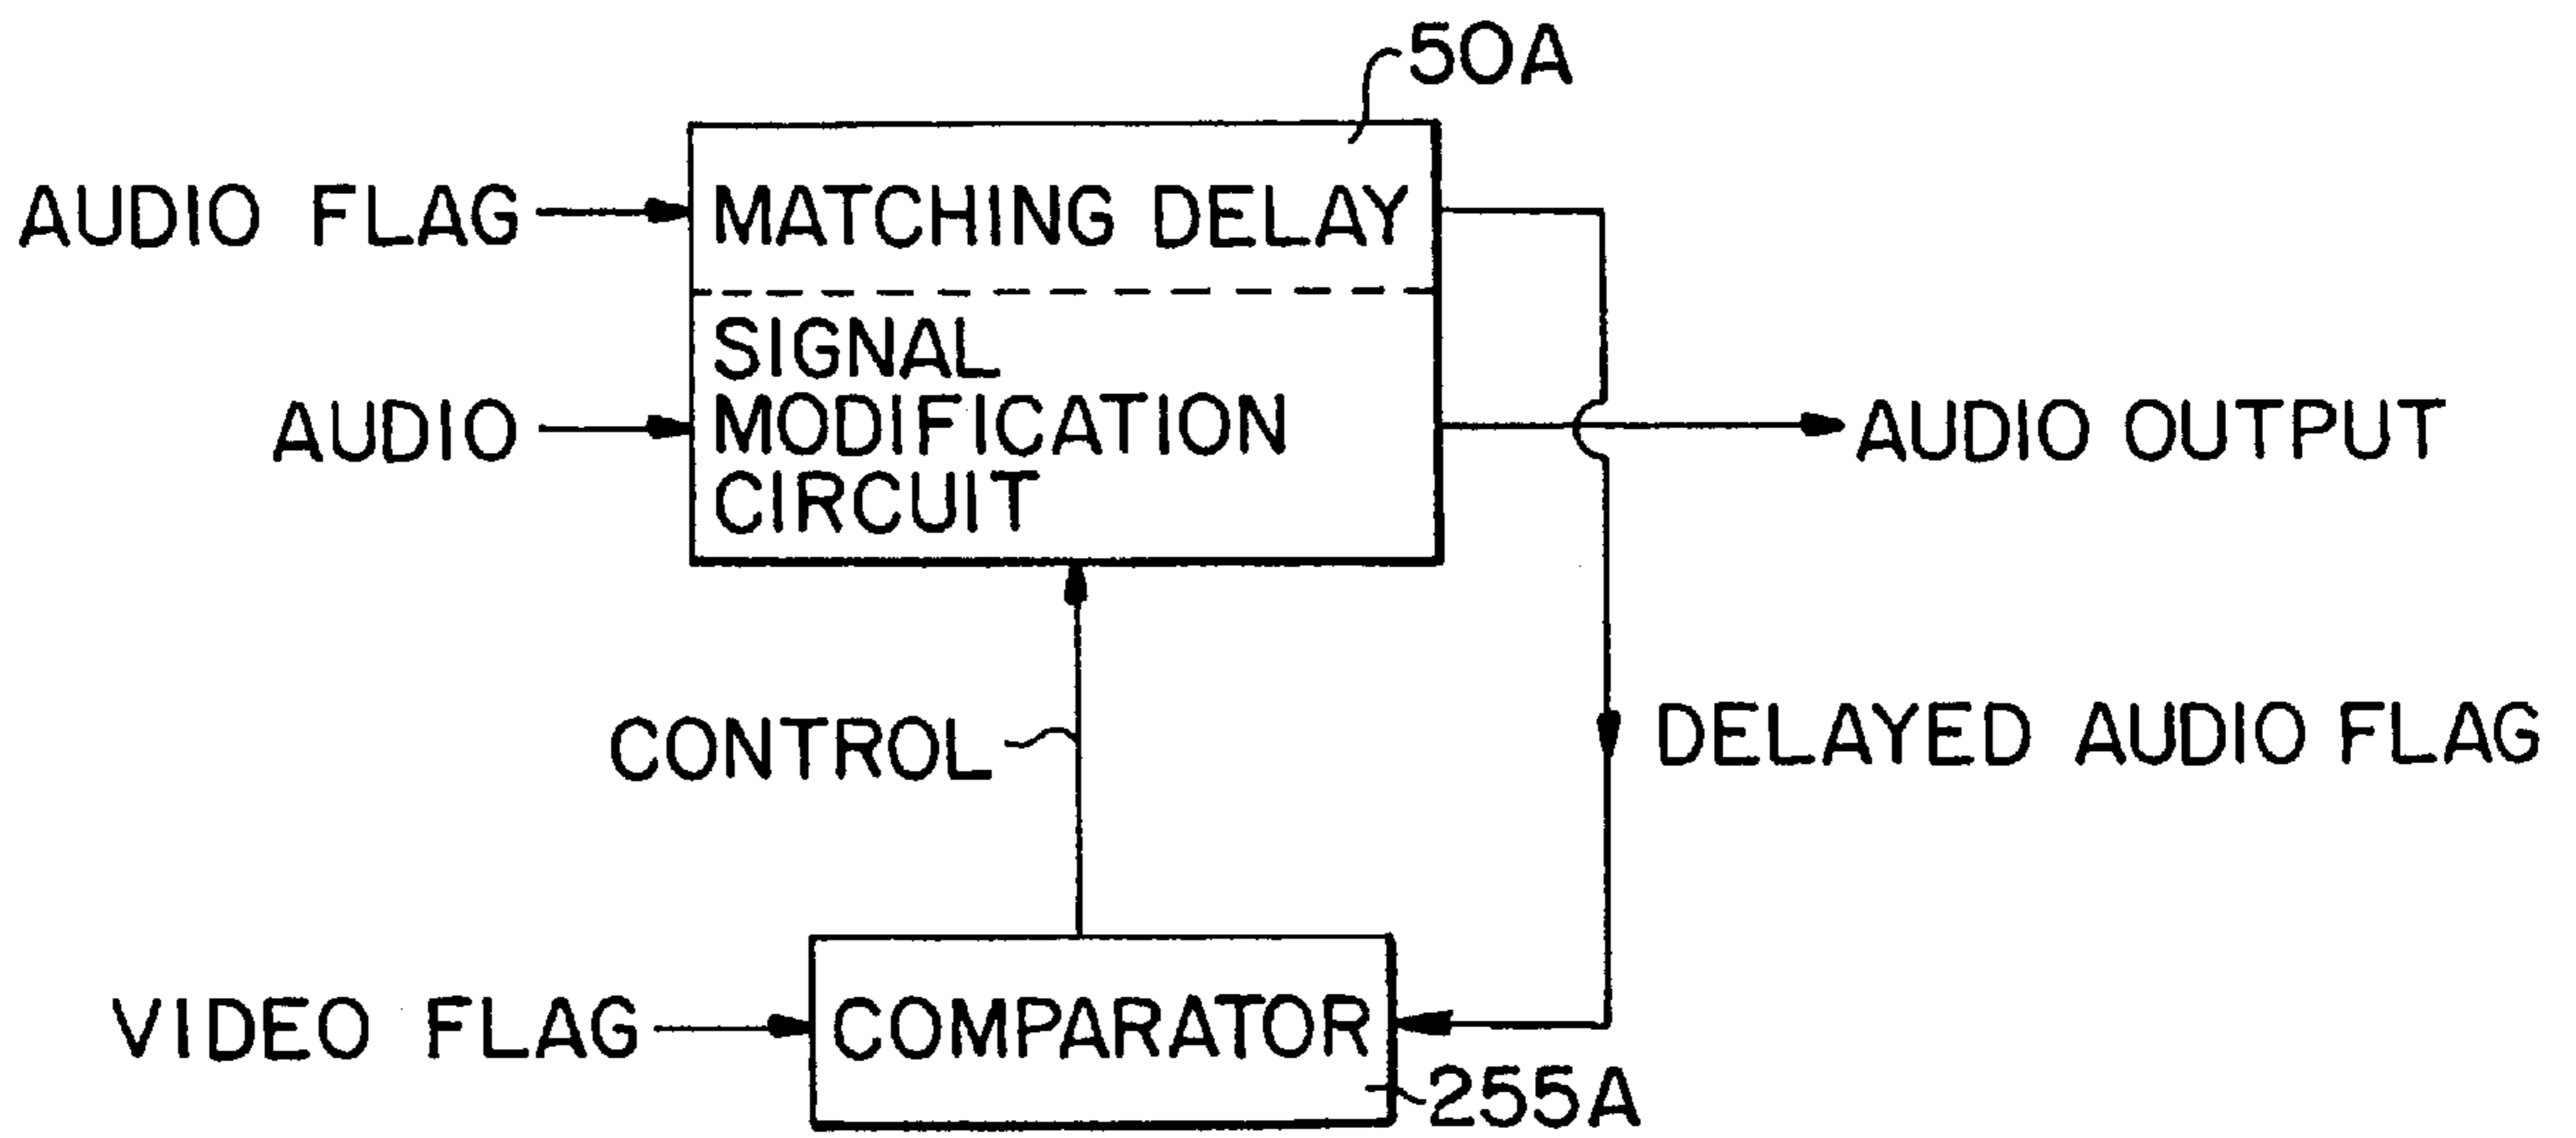 50A
AUDIO FLAG
MATCHING DELAY
SIGNAL
MODIFICATION
CIRCUIT
AUDIO
AUDIO OUTPUT
CONTROL
DELAYED AUDIO FLAG
VIDEO FLAG
COMPARATOR
255A